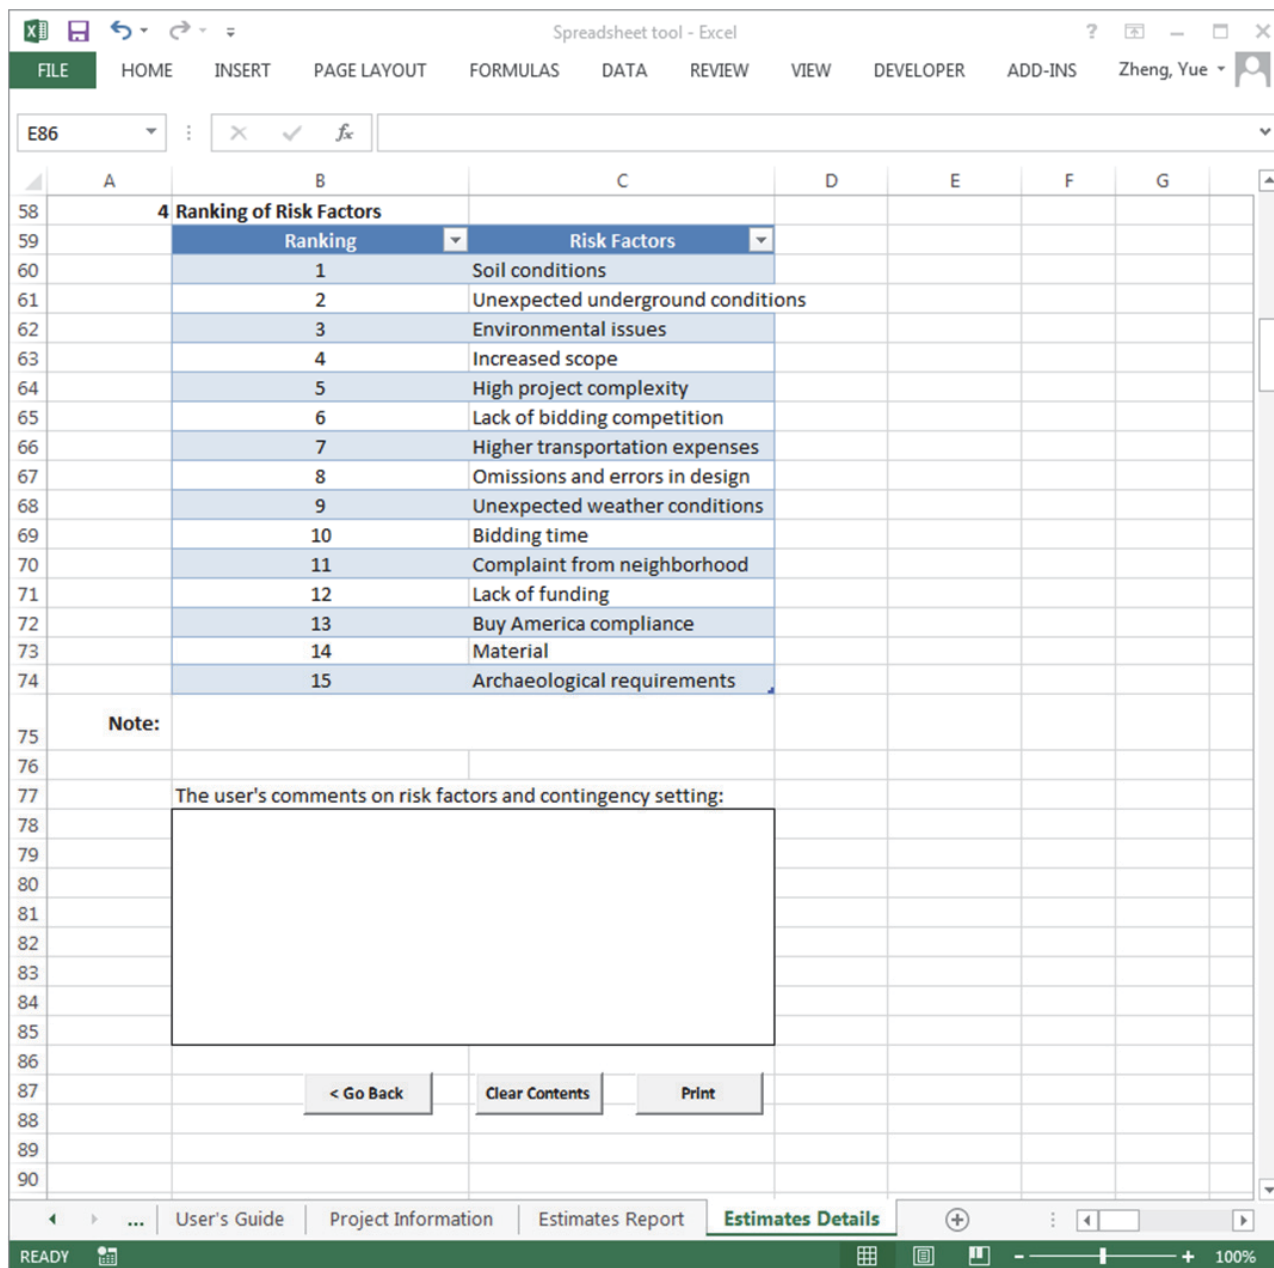 Spreadsheet tool - Excel
FILE HOME INSERT PAGE LAYOUT FORMULAS DATA REVIEW VIEW DEVELOPER ADD-INS Zheng, Yue
E86 fx
A B C D E F G
58 4 Ranking of Risk Factors
59 Ranking Risk Factors
60 1 Soil conditions
61 2 Unexpected underground conditions
62 3 Environmental issues
63 4 Increased scope
64 5 High project complexity
65 6 Lack of bidding competition
66 7 Higher transportation expenses
67 8 Omissions and errors in design
68 9 Unexpected weather conditions
69 10 Bidding time
70 11 Complaint from neighborhood
71 12 Lack of funding
72 13 Buy America compliance
73 14 Material
74 15 Archaeological requirements
75 Note:
76
77 The user's comments on risk factors and contingency setting:
78
79
80
81
82
83
84
85
86
87 < Go Back Clear Contents Print
88
89
90
... User's Guide Project Information Estimates Report Estimates Details
READY 100%